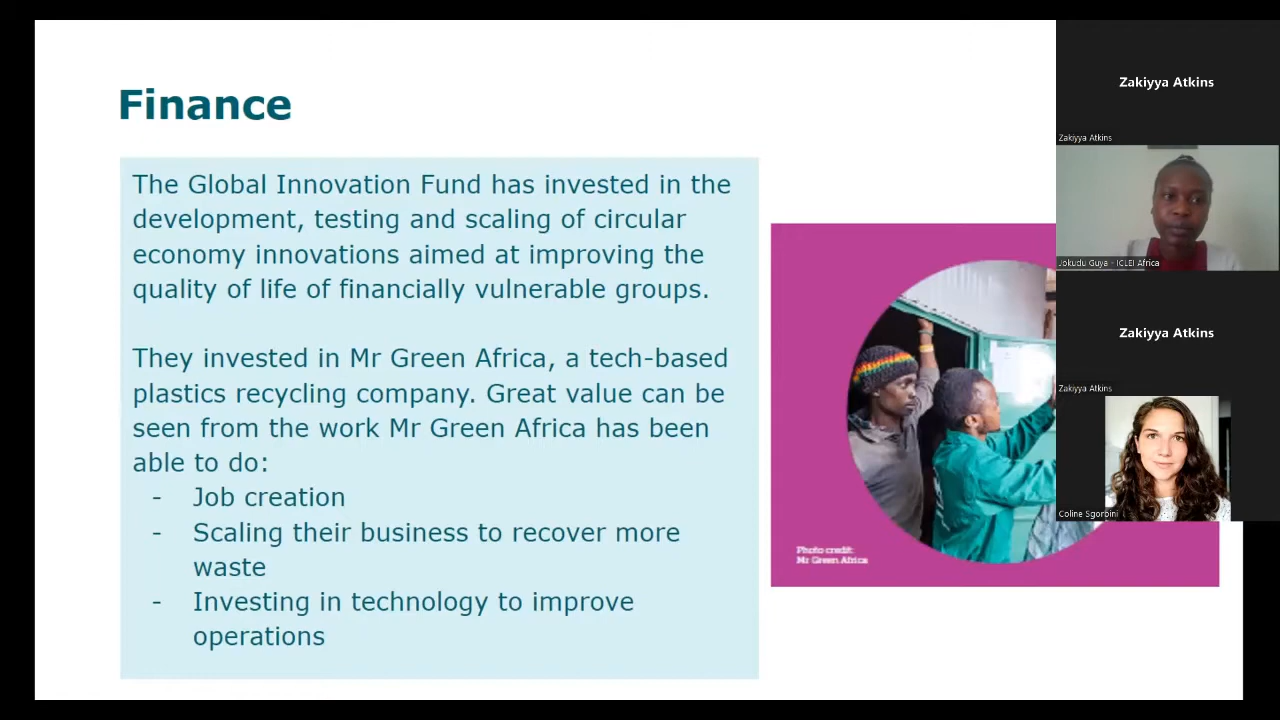 Finance
The Global Innovation Fund has invested in the
development, testing and scaling of circular
economy innovations aimed at improving the
quality of life of financially vulnerable groups.
They invested in Mr Green Africa, a tech-based
plastics recycling company. Great value can be
seen from the work Mr Green Africa has been
able to do:
- Job creation
- Scaling their business to recover more
waste
- Investing in technology to improve
operations
Photo credit:
Mr Green Africa
Zakiyya Atkins
Zakiyya Atkins
Jokudu Guya - ICLEI Africa
Zakiyya Atkins
Zakiyya Atkins
Coline Sgorbini